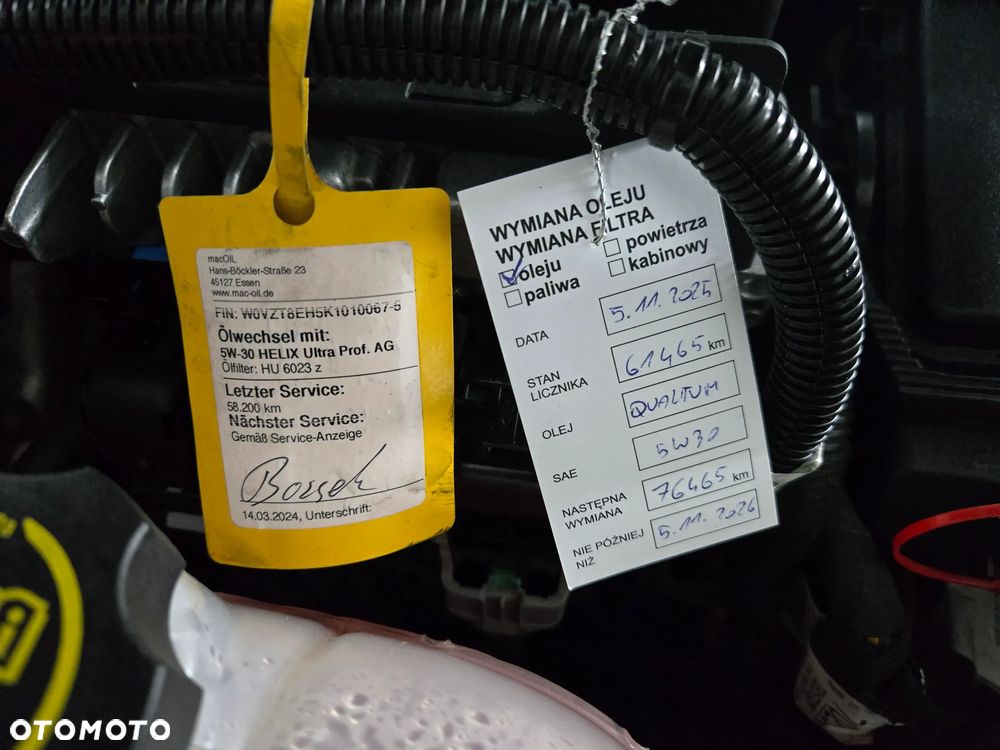 macOIL
Hans-Böckler-Straße 23
45127 Essen
www.mac-oil.de
FIN: W0VZT8EH5K1010067-5
Ölwechsel mit:
5W-30 HELIX Ultra Prof. AG
Ölfilter: HU 6023 z
Letzter Service:
58.200 km
Nächster Service:
Gemäß Service-Anzeige
14.03.2024, Unterschrift:
WYMIANA OLEJU
WYMIANA FILTRA
oleju powietrza
paliwa kabinowy
DATA 5.11.2025
STAN LICZNIKA 61465 km
OLEJ QUALITUM
SAE 5W30
NASTĘPNA WYMIANA 76465 km
NIE PÓŹNIEJ NIŻ 5.11.2026
OTOMOTO